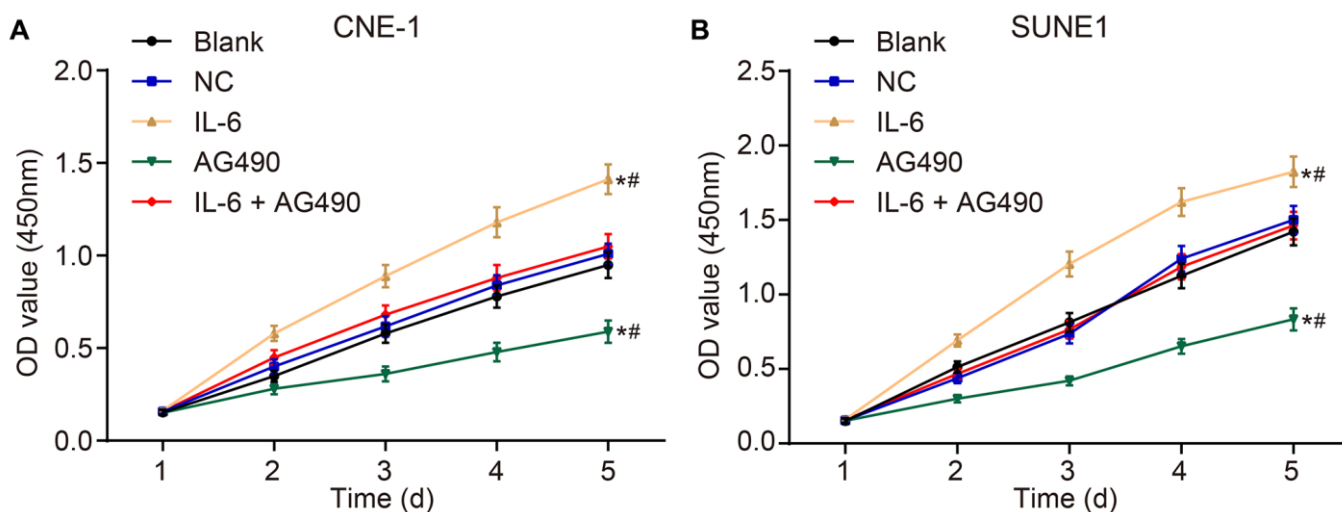 A
CNE-1
Blank
NC
IL-6
AG490
IL-6 + AG490
OD value (450nm)
2.0
1.5
1.0
0.5
0.0
*#
*#
1 2 3 4 5
Time (d)
B
SUNE1
Blank
NC
IL-6
AG490
IL-6 + AG490
OD value (450nm)
2.5
2.0
1.5
1.0
0.5
0.0
*#
*#
1 2 3 4 5
Time (d)